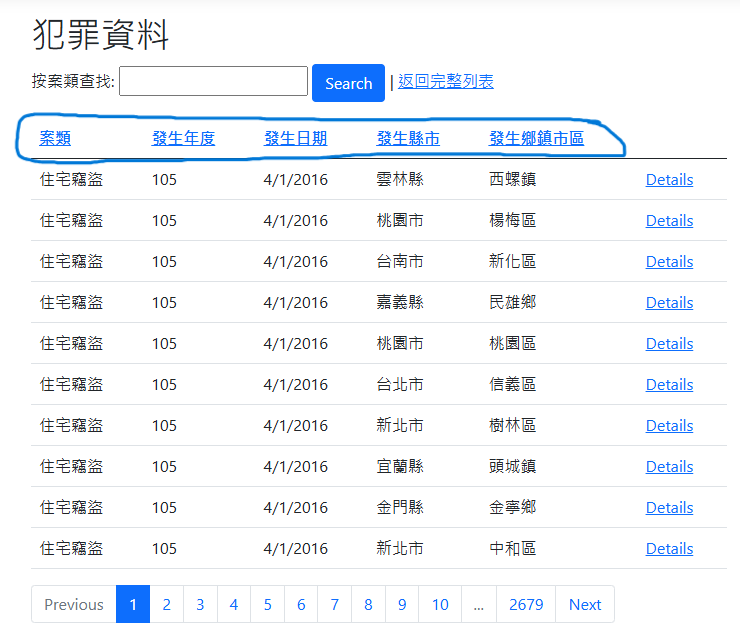 犯罪資料
按案類查找: Search | 返回完整列表
案類 發生年度 發生日期 發生縣市 發生鄉鎮市區
住宅竊盜 105 4/1/2016 雲林縣 西螺鎮 Details
住宅竊盜 105 4/1/2016 桃園市 楊梅區 Details
住宅竊盜 105 4/1/2016 台南市 新化區 Details
住宅竊盜 105 4/1/2016 嘉義縣 民雄鄉 Details
住宅竊盜 105 4/1/2016 桃園市 桃園區 Details
住宅竊盜 105 4/1/2016 台北市 信義區 Details
住宅竊盜 105 4/1/2016 新北市 樹林區 Details
住宅竊盜 105 4/1/2016 宜蘭縣 頭城鎮 Details
住宅竊盜 105 4/1/2016 金門縣 金寧鄉 Details
住宅竊盜 105 4/1/2016 新北市 中和區 Details
Previous 1 2 3 4 5 6 7 8 9 10 ... 2679 Next